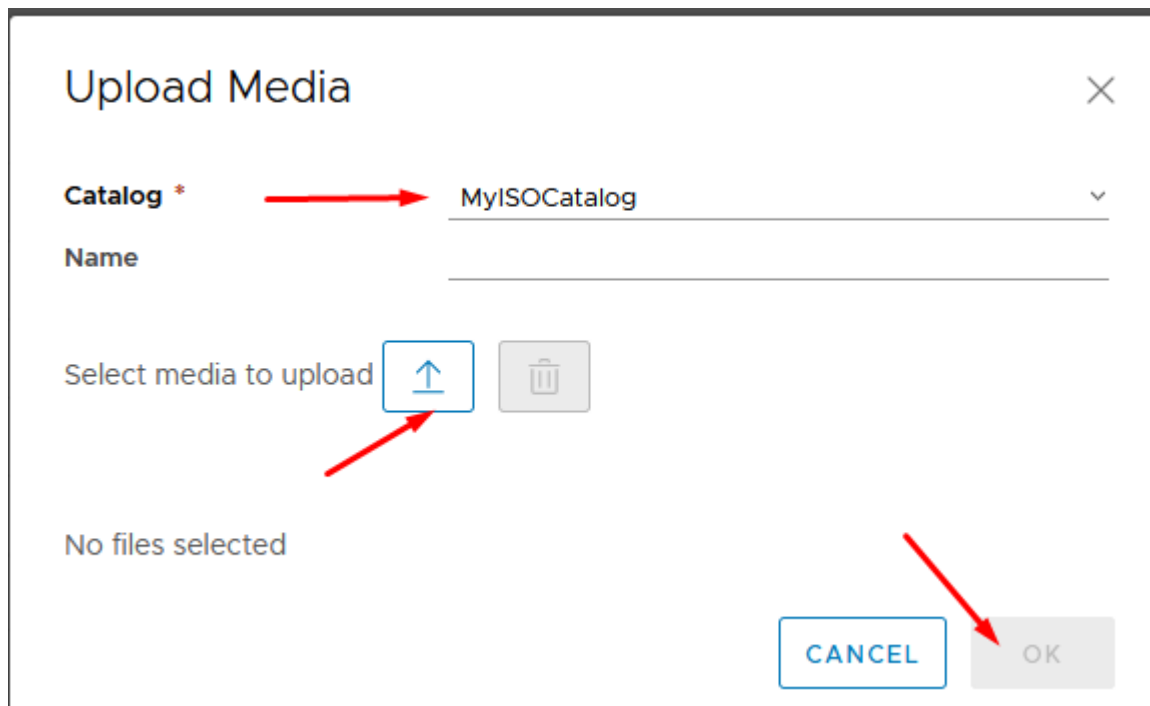 Upload Media
Catalog *
MyISOCatalog
Name
Select media to upload
No files selected
CANCEL
OK